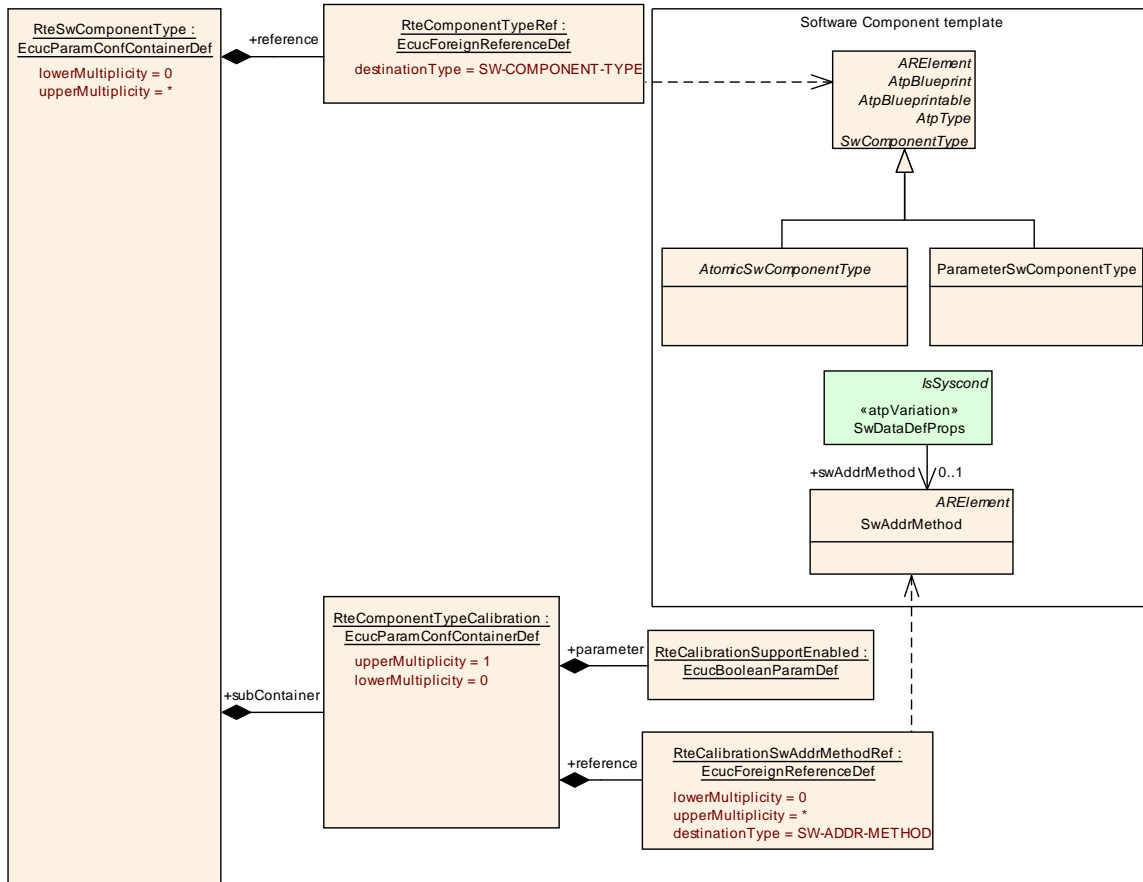 RteSwComponentType :
EcucParamConfContainerDef
lowerMultiplicity = 0
upperMultiplicity = *
+reference
RteComponentTypeRef :
EcucForeignReferenceDef
destinationType = SW-COMPONENT-TYPE
Software Component template
ARElement
AtpBlueprint
AtpBlueprintable
AtpType
SwComponentType
AtomicSwComponentType
ParameterSwComponentType
IsSyscond
«atpVariation»
SwDataDefProps
+swAddrMethod
0..1
ARElement
SwAddrMethod
+subContainer
RteComponentTypeCalibration :
EcucParamConfContainerDef
upperMultiplicity = 1
lowerMultiplicity = 0
+parameter
RteCalibrationSupportEnabled :
EcucBooleanParamDef
+reference
RteCalibrationSwAddrMethodRef :
EcucForeignReferenceDef
lowerMultiplicity = 0
upperMultiplicity = *
destinationType = SW-ADDR-METHOD